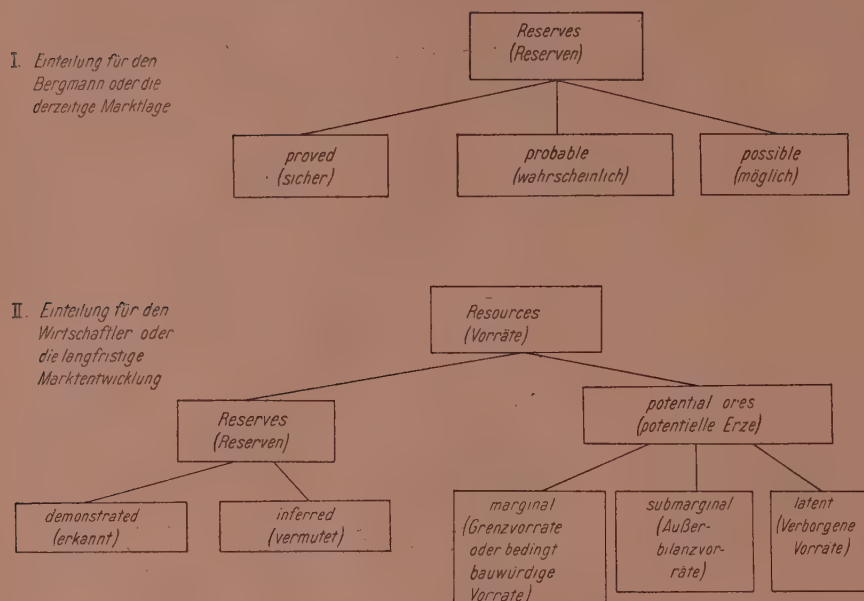 I. Einteilung für den
Bergmann oder die
derzeitige Marktlage
Reserves
(Reserven)
proved
(sicher)
probable
(wahrscheinlich)
possible
(möglich)
II. Einteilung für den
Wirtschaftler oder
die langfristige
Marktentwicklung
Resources
(Vorräte)
Reserves
(Reserven)
potential ores
(potentielle Erze)
demonstrated
(erkannt)
inferred
(vermutet)
marginal
(Grenzvorrate
oder bedingt
bauwürdige
Vorrate)
submarginal
(Außer-
bilanzvor-
räte)
latent
(Verborgene
Vorräte)